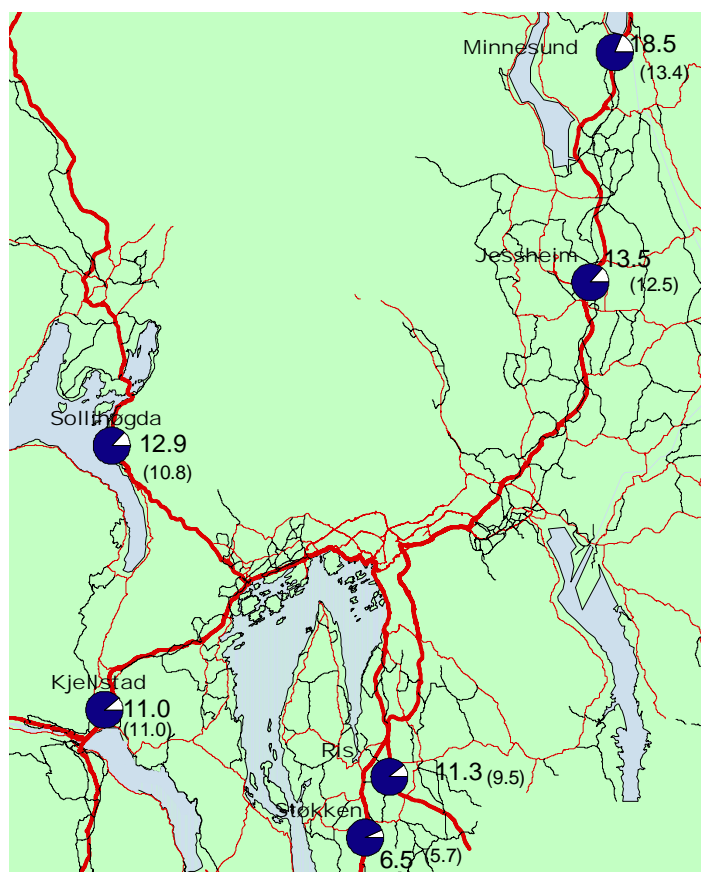 Minnesund
18.5
(13.4)
Jessheim
13.5
(12.5)
Sollihøgda
12.9
(10.8)
Kjellstad
11.0
(11.0)
Ris
11.3 (9.5)
Støkken
6.5 (5.7)